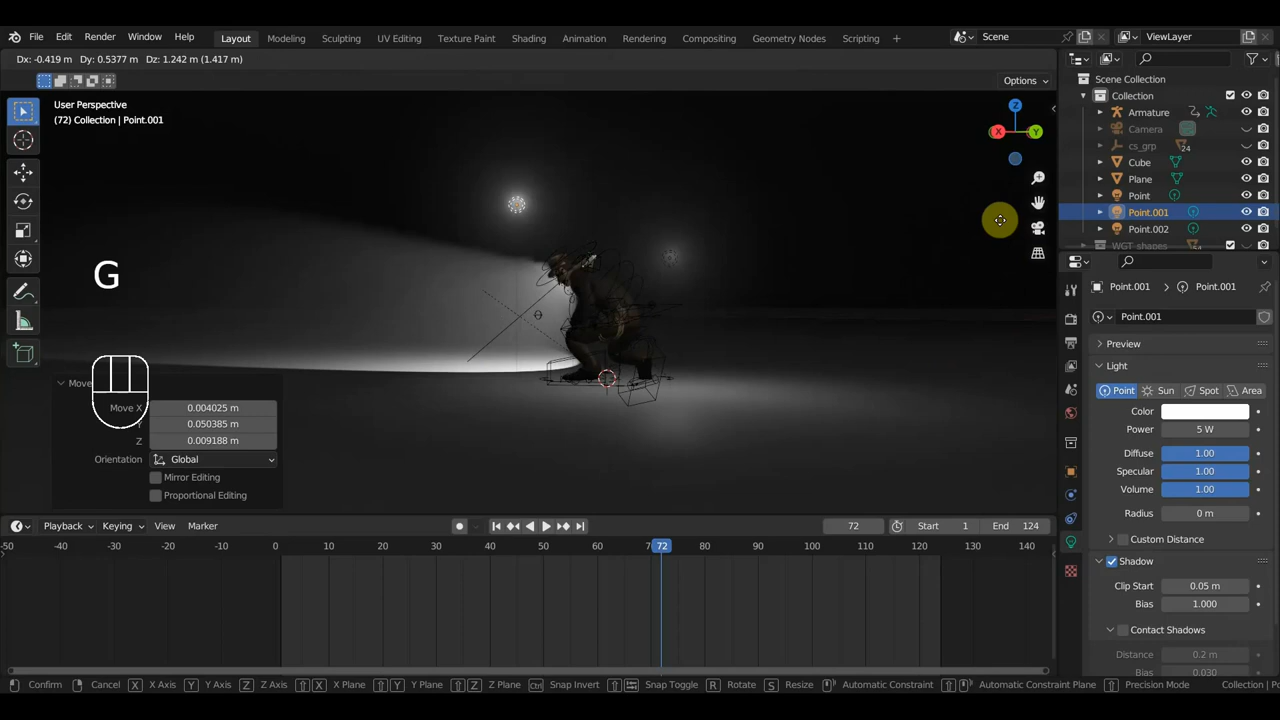 File Edit Render Window Help Layout Modeling Sculpting UV Editing Texture Paint Shading Animation Rendering Compositing Geometry Nodes Scripting + Scene ViewLayer
Dx: -0.419 m Dy: 0.5377 m Dz: 1.242 m (1.417 m)
Options
User Perspective
(72) Collection | Point.001
Z
X Y
G
Move
Move X 0.004025 m
Y 0.050385 m
Z 0.009188 m
Orientation Global
Mirror Editing
Proportional Editing
Scene Collection
Collection
Armature
Camera
cs_grp 24
Cube
Plane
Point
Point.001
Point.002
WGT_shapes
Point.001 > Point.001
Point.001
Preview
Light
Point Sun Spot Area
Color
Power 5 W
Diffuse 1.00
Specular 1.00
Volume 1.00
Radius 0 m
Custom Distance
Shadow
Clip Start 0.05 m
Bias 1.000
Contact Shadows
Distance 0.2 m
Bias 0.030
Playback Keying View Marker 72 Start 1 End 124
-50 -40 -30 -20 -10 0 10 20 30 40 50 60 72 80 90 100 110 120 130 140
Confirm Cancel X X Axis Y Y Axis Z Z Axis X X Plane Y Y Plane Z Z Plane Ctrl Snap Invert Snap Toggle R Rotate S Resize Automatic Constraint Automatic Constraint Plane Precision Mode Collection | Po